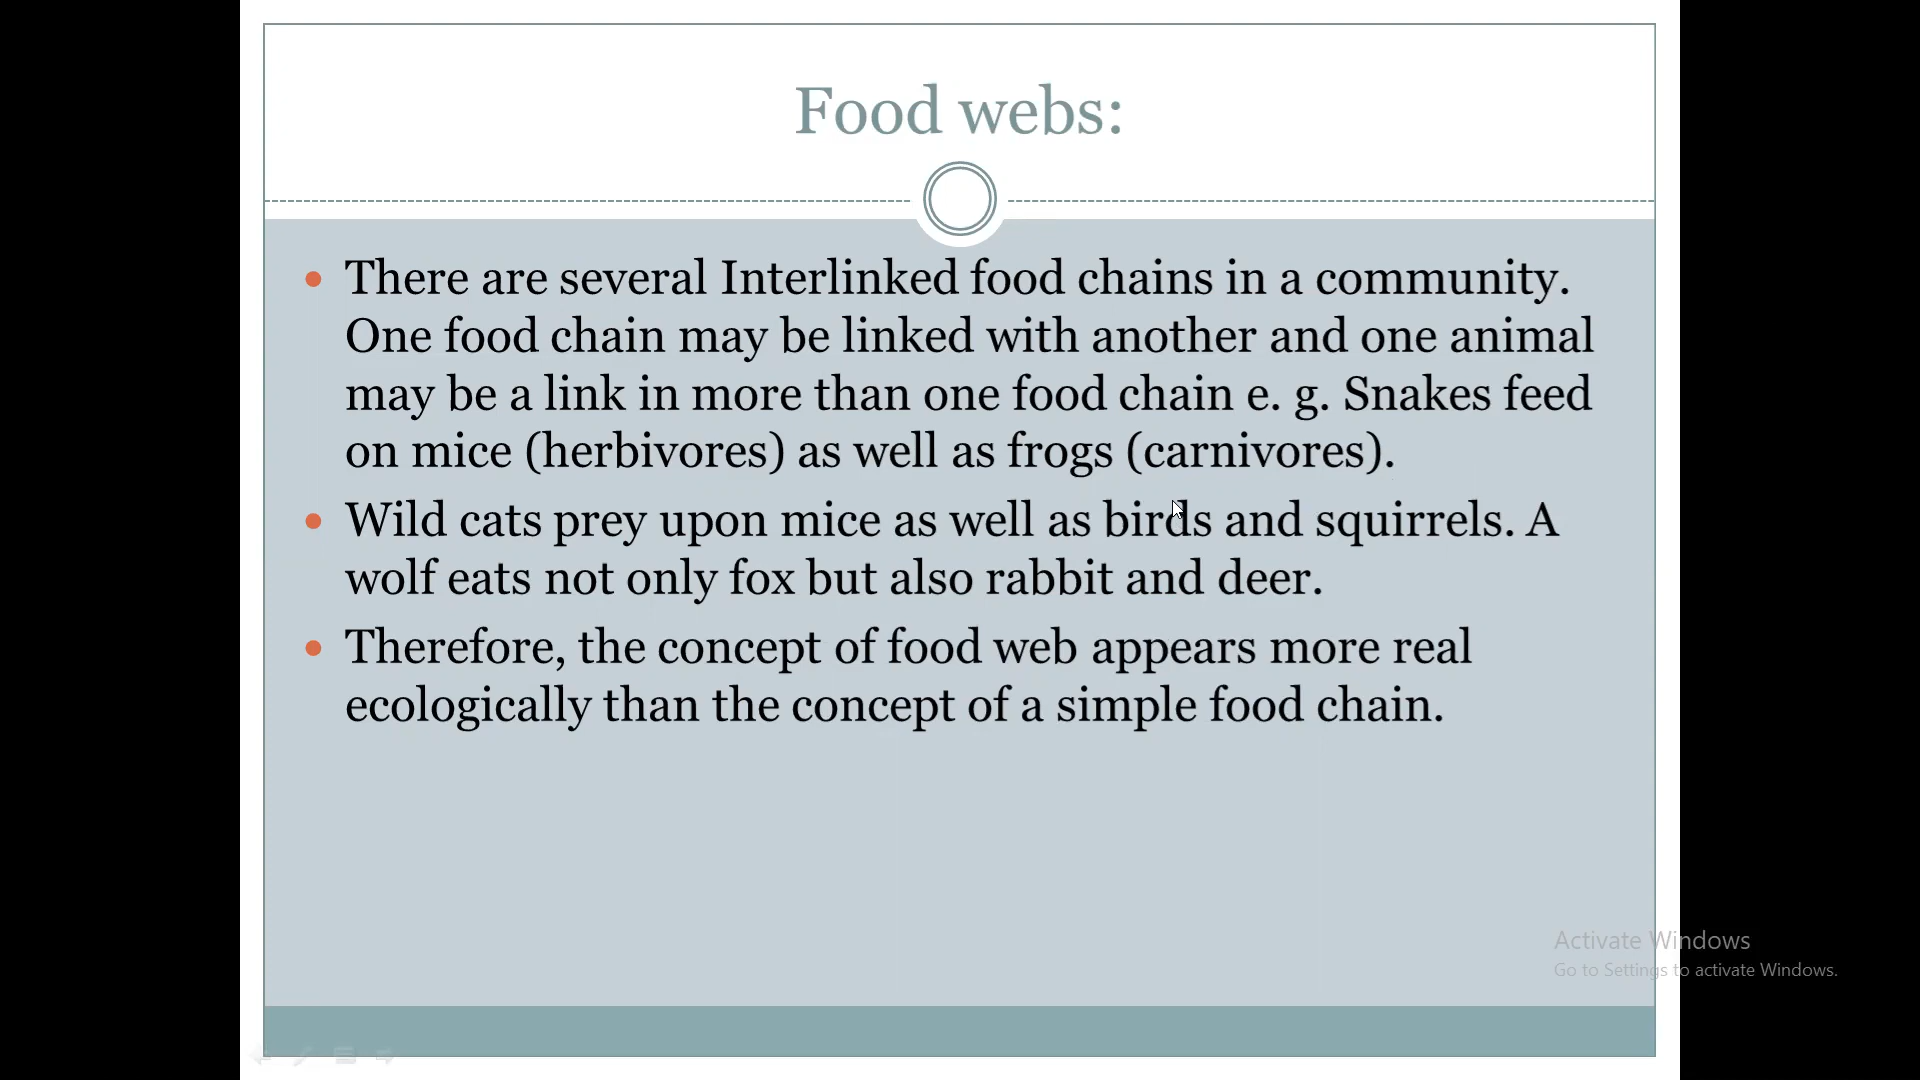 Food webs:
There are several Interlinked food chains in a community.
One food chain may be linked with another and one animal
may be a link in more than one food chain e. g. Snakes feed
on mice (herbivores) as well as frogs (carnivores).
Wild cats prey upon mice as well as birds and squirrels. A
wolf eats not only fox but also rabbit and deer.
Therefore, the concept of food web appears more real
ecologically than the concept of a simple food chain.
Activate Windows
Go to Settings to activate Windows.